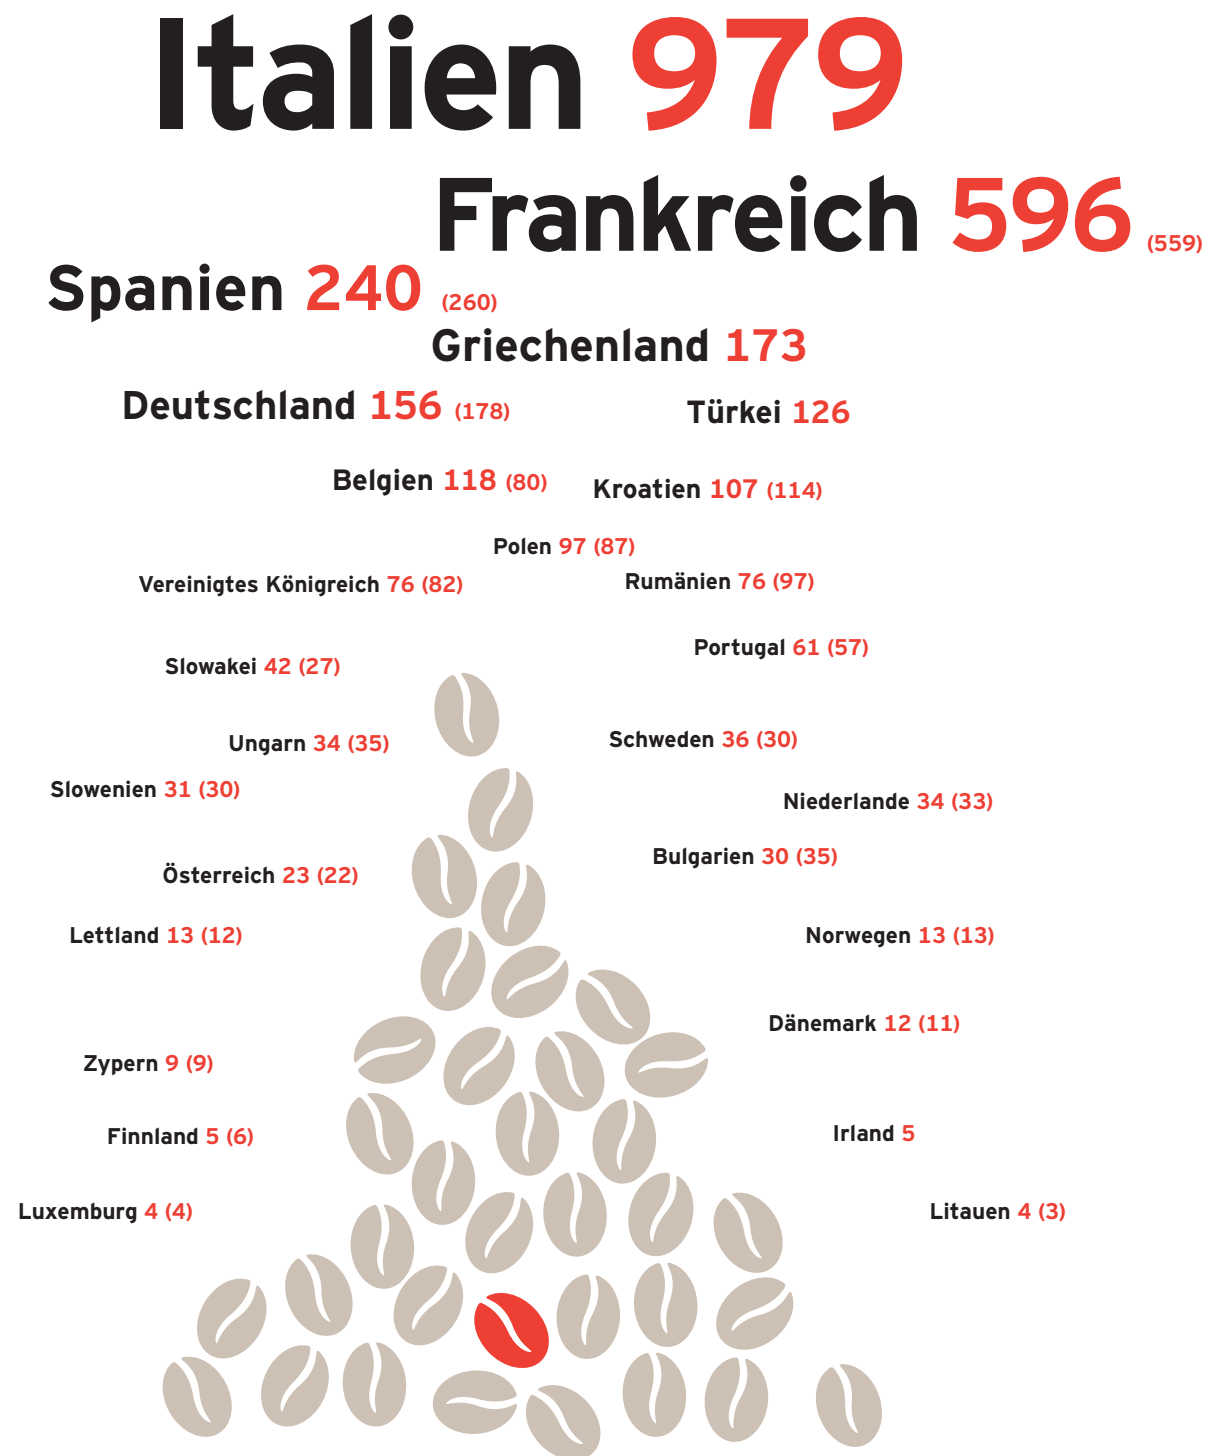 Italien 979
Frankreich 596 (559)
Spanien 240 (260)
Griechenland 173
Deutschland 156 (178)
Türkei 126
Belgien 118 (80)
Kroatien 107 (114)
Polen 97 (87)
Vereinigtes Königreich 76 (82)
Rumänien 76 (97)
Portugal 61 (57)
Slowakei 42 (27)
Ungarn 34 (35)
Schweden 36 (30)
Slowenien 31 (30)
Niederlande 34 (33)
Bulgarien 30 (35)
Österreich 23 (22)
Lettland 13 (12)
Norwegen 13 (13)
Dänemark 12 (11)
Zypern 9 (9)
Finnland 5 (6)
Irland 5
Luxemburg 4 (4)
Litauen 4 (3)